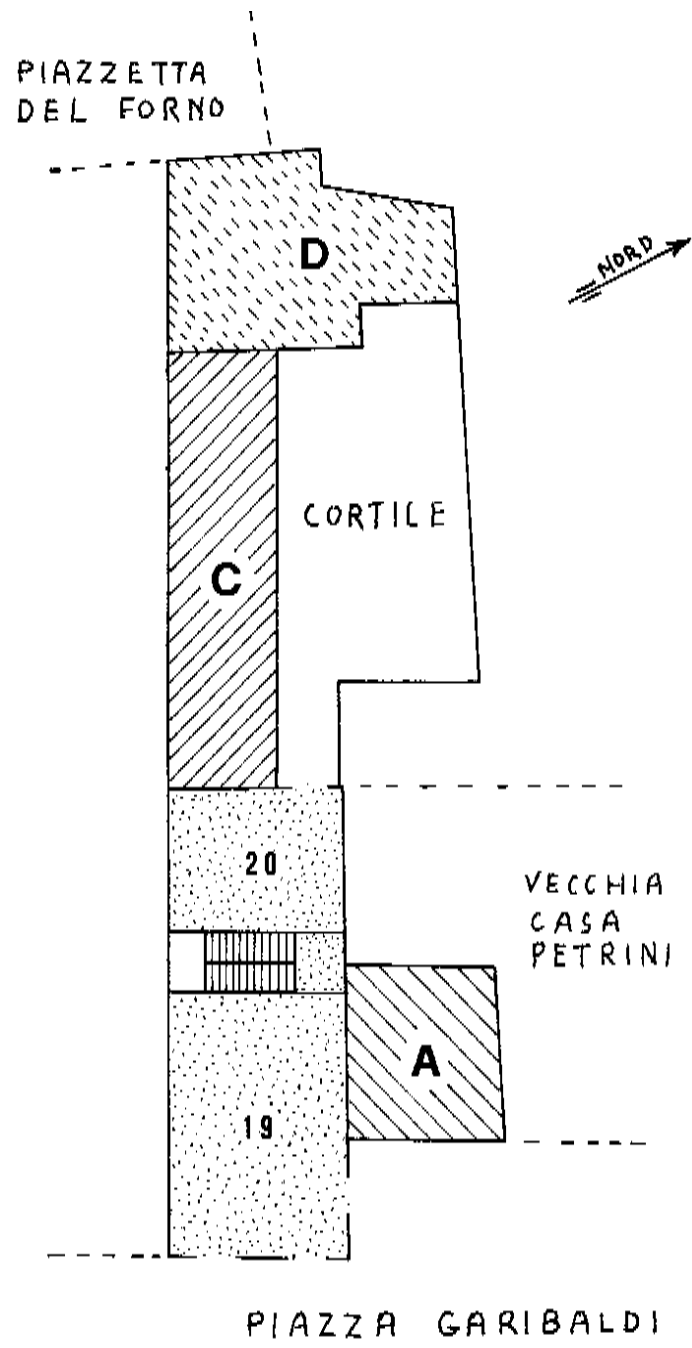 PIAZZETTA
DEL FORNO
D
NORD
CORTILE
C
20
VECCHIA
CASA
PETRINI
A
19
PIAZZA GARIBALDI